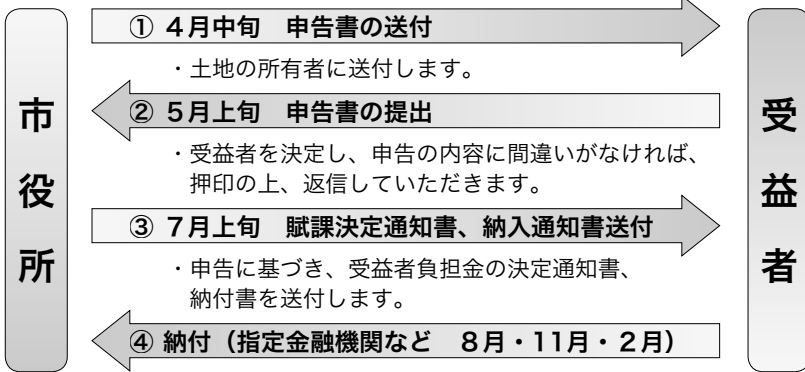 市役所
① ４月中旬　申告書の送付
・土地の所有者に送付します。
② ５月上旬　申告書の提出
・受益者を決定し、申告の内容に間違いがなければ、
押印の上、返信していただきます。
③ ７月上旬　賦課決定通知書、納入通知書送付
・申告に基づき、受益者負担金の決定通知書、
納付書を送付します。
④ 納付（指定金融機関など　８月・11月・２月）
受益者